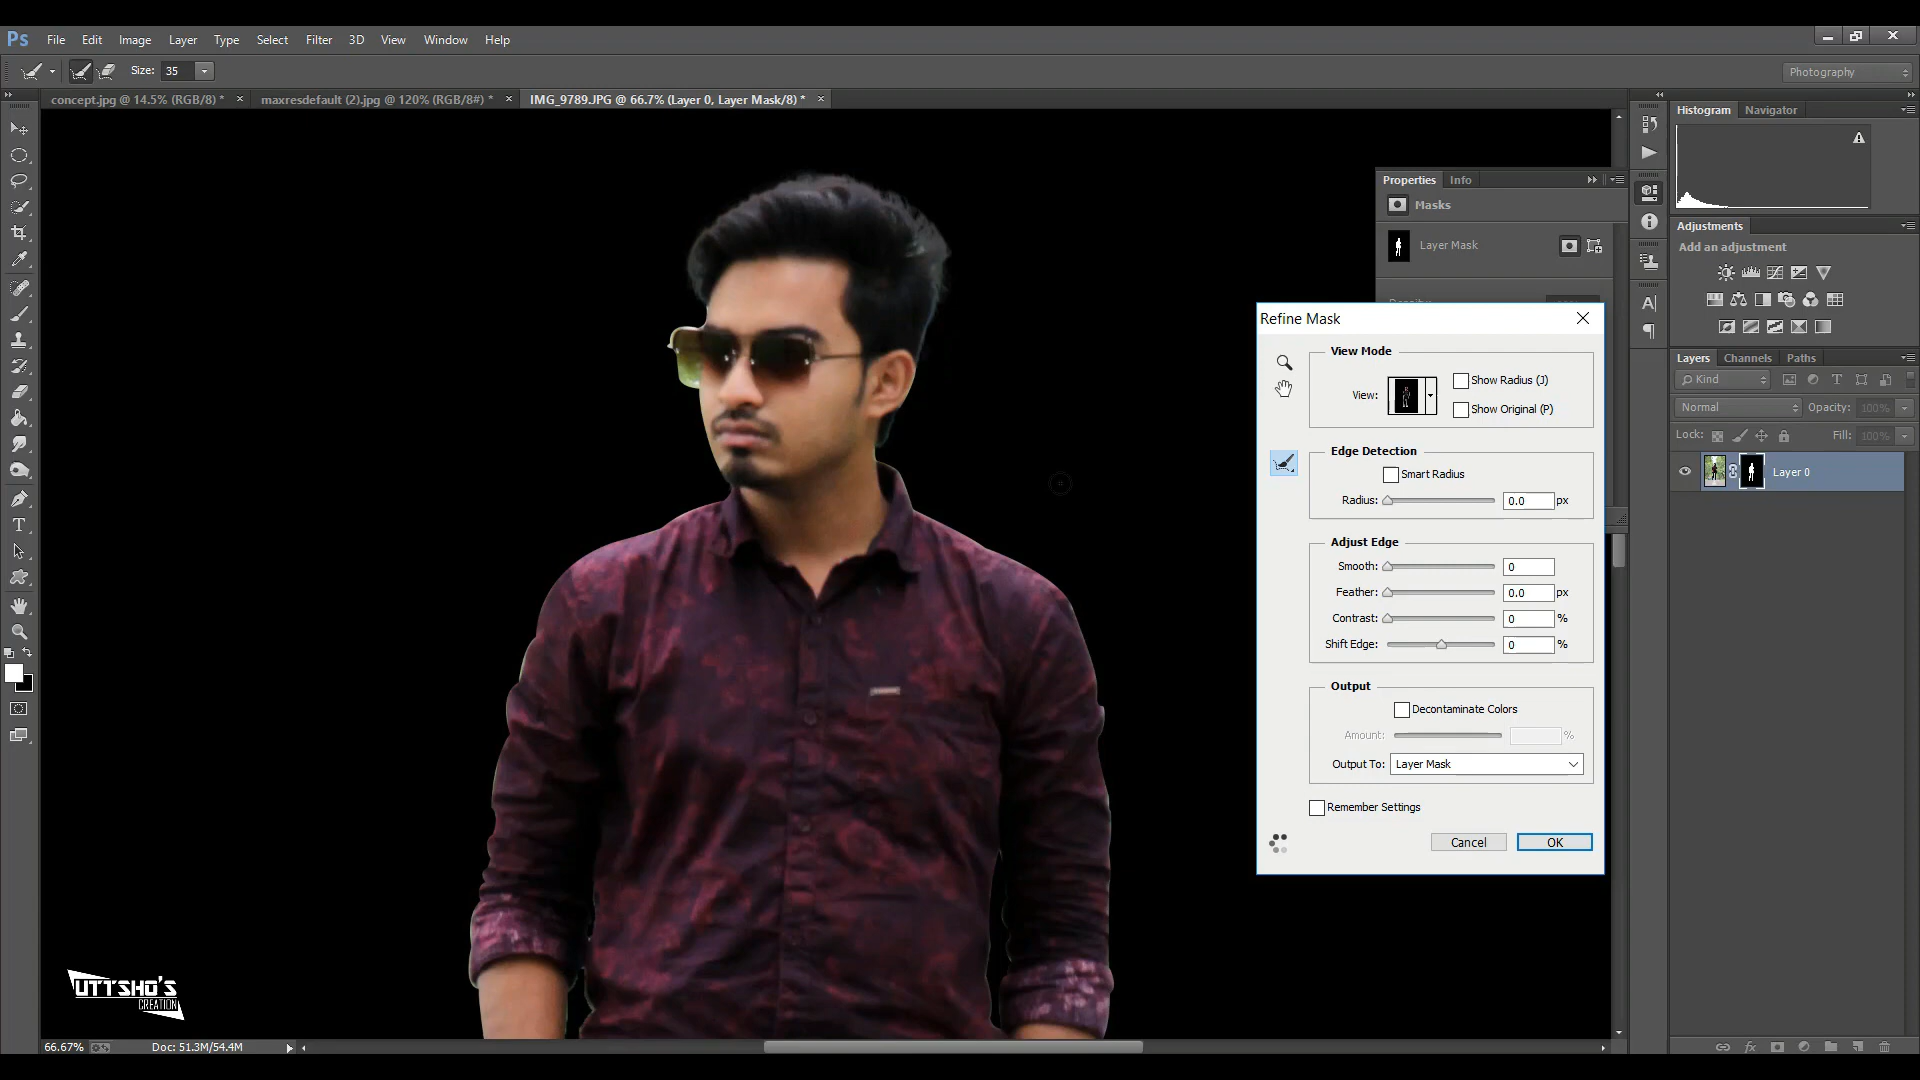 Ps File Edit Image Layer Type Select Filter 3D View Window Help
Size: 35 Photography
concept.jpg @ 14.5% (RGB/8) * × maxresdefault (2).jpg @ 120% (RGB/8#) * × IMG_9789.JPG @ 66.7% (Layer 0, Layer Mask/8) * ×
Histogram Navigator
Properties Info
Masks
Layer Mask
Adjustments
Add an adjustment
Refine Mask
View Mode
View: Show Radius (J)
Show Original (P)
Edge Detection
Smart Radius
Radius: 0.0 px
Adjust Edge
Smooth: 0
Feather: 0.0 px
Contrast: 0 %
Shift Edge: 0 %
Output
Decontaminate Colors
Amount: %
Output To: Layer Mask
Remember Settings
Cancel OK
Layers Channels Paths
Kind
Normal Opacity: 100%
Lock: Fill: 100%
Layer 0
UTTSHO'S
CREATION
66.67% Doc: 51.3M/54.4M